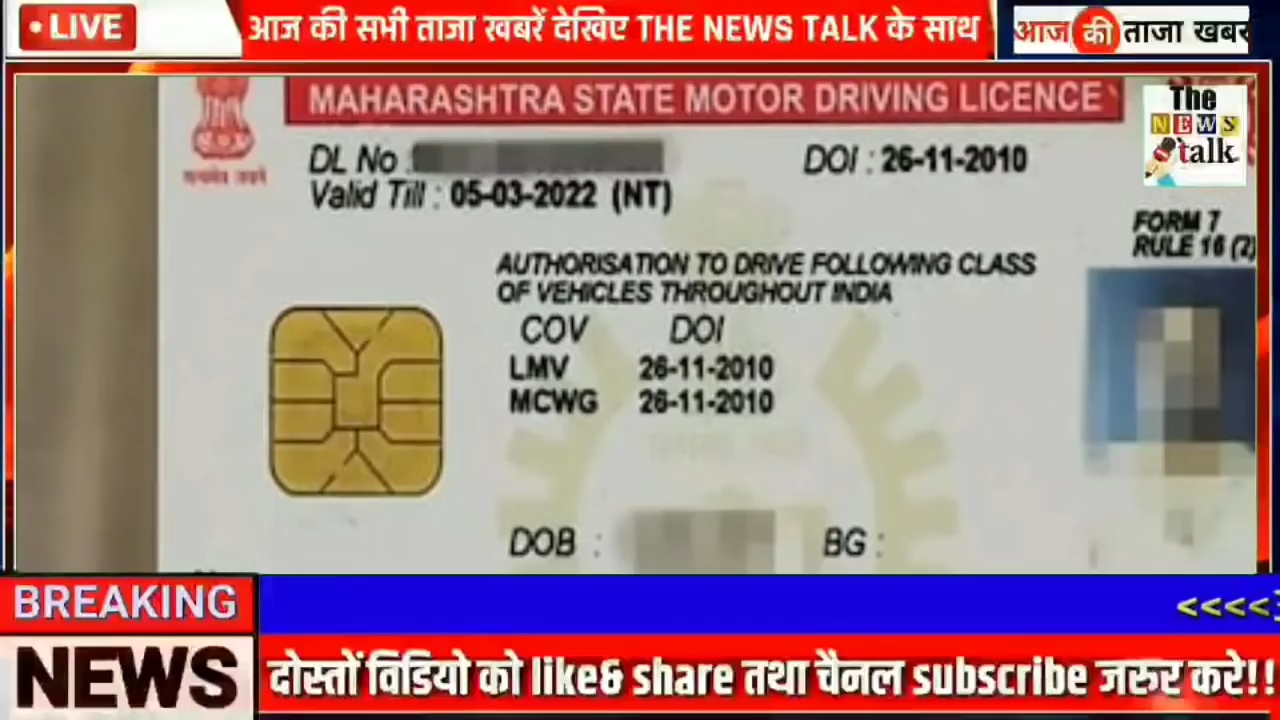 LIVE
आज की सभी ताजा खबरें देखिए THE NEWS TALK के साथ
आज की ताजा खबर
MAHARASHTRA STATE MOTOR DRIVING LICENCE
The
NEWS
talk
DL No :
DOI : 26-11-2010
Valid Till : 05-03-2022 (NT)
FORM 7
RULE 16 (2)
AUTHORISATION TO DRIVE FOLLOWING CLASS
OF VEHICLES THROUGHOUT INDIA
COV DOI
LMV 26-11-2010
MCWG 26-11-2010
DOB :
BG :
BREAKING
<<<<
NEWS
दोस्तों विडियो को like& share तथा चैनल subscribe जरुर करे!!